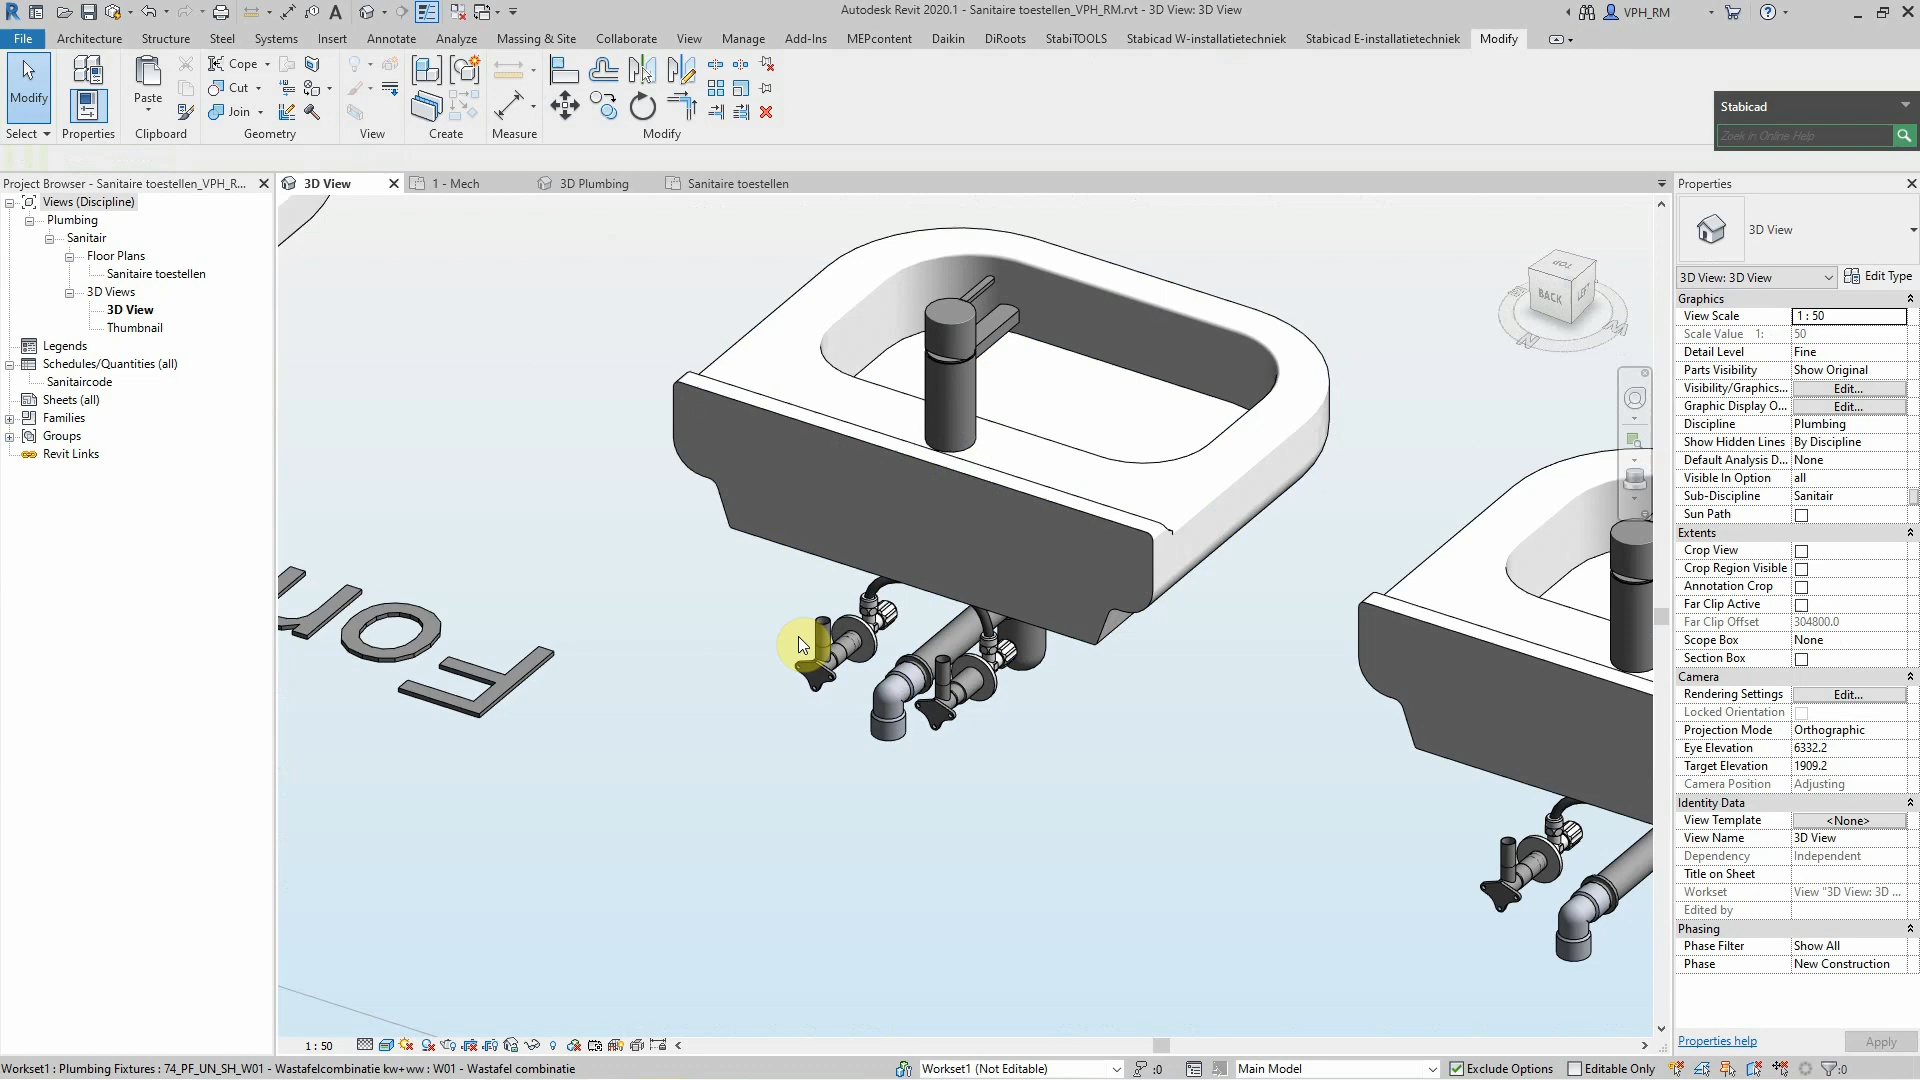 Autodesk Revit 2020.1 - Sanitaire toestellen_VPH_RM.rvt - 3D View: 3D View
VPH_RM
File Architecture Structure Steel Systems Insert Annotate Analyze Massing & Site Collaborate View Manage Add-Ins MEPcontent Daikin DiRoots StabiTOOLS Stabicad W-installatietechniek Stabicad E-installatietechniek Modify
Modify
Paste
Cope
Cut
Join
Select Properties Clipboard Geometry View Create Measure Modify
Stabicad
Zoek in Online Help
Project Browser - Sanitaire toestellen_VPH_R...
Views (Discipline)
Plumbing
Sanitair
Floor Plans
Sanitaire toestellen
3D Views
3D View
Thumbnail
Legends
Schedules/Quantities (all)
Sanitaircode
Sheets (all)
Families
Groups
Revit Links
3D View 1 - Mech 3D Plumbing Sanitaire toestellen
TOP
BACK
LEFT
Properties
3D View
3D View: 3D View Edit Type
Graphics
View Scale 1 : 50
Scale Value 1: 50
Detail Level Fine
Parts Visibility Show Original
Visibility/Graphics... Edit...
Graphic Display O... Edit...
Discipline Plumbing
Show Hidden Lines By Discipline
Default Analysis D... None
Visible In Option all
Sub-Discipline Sanitair
Sun Path
Extents
Crop View
Crop Region Visible
Annotation Crop
Far Clip Active
Far Clip Offset 304800.0
Scope Box None
Section Box
Camera
Rendering Settings Edit...
Locked Orientation
Projection Mode Orthographic
Eye Elevation 6332.2
Target Elevation 1909.2
Camera Position Adjusting
Identity Data
View Template <None>
View Name 3D View
Dependency Independent
Title on Sheet
Workset View "3D View: 3D ...
Edited by
Phasing
Phase Filter Show All
Phase New Construction
Properties help Apply
1 : 50
Workset1 : Plumbing Fixtures : 74_PF_UN_SH_W01 - Wastafelcombinatie kw+ww : W01 - Wastafel combinatie
Workset1 (Not Editable) :0 Main Model Exclude Options Editable Only :0